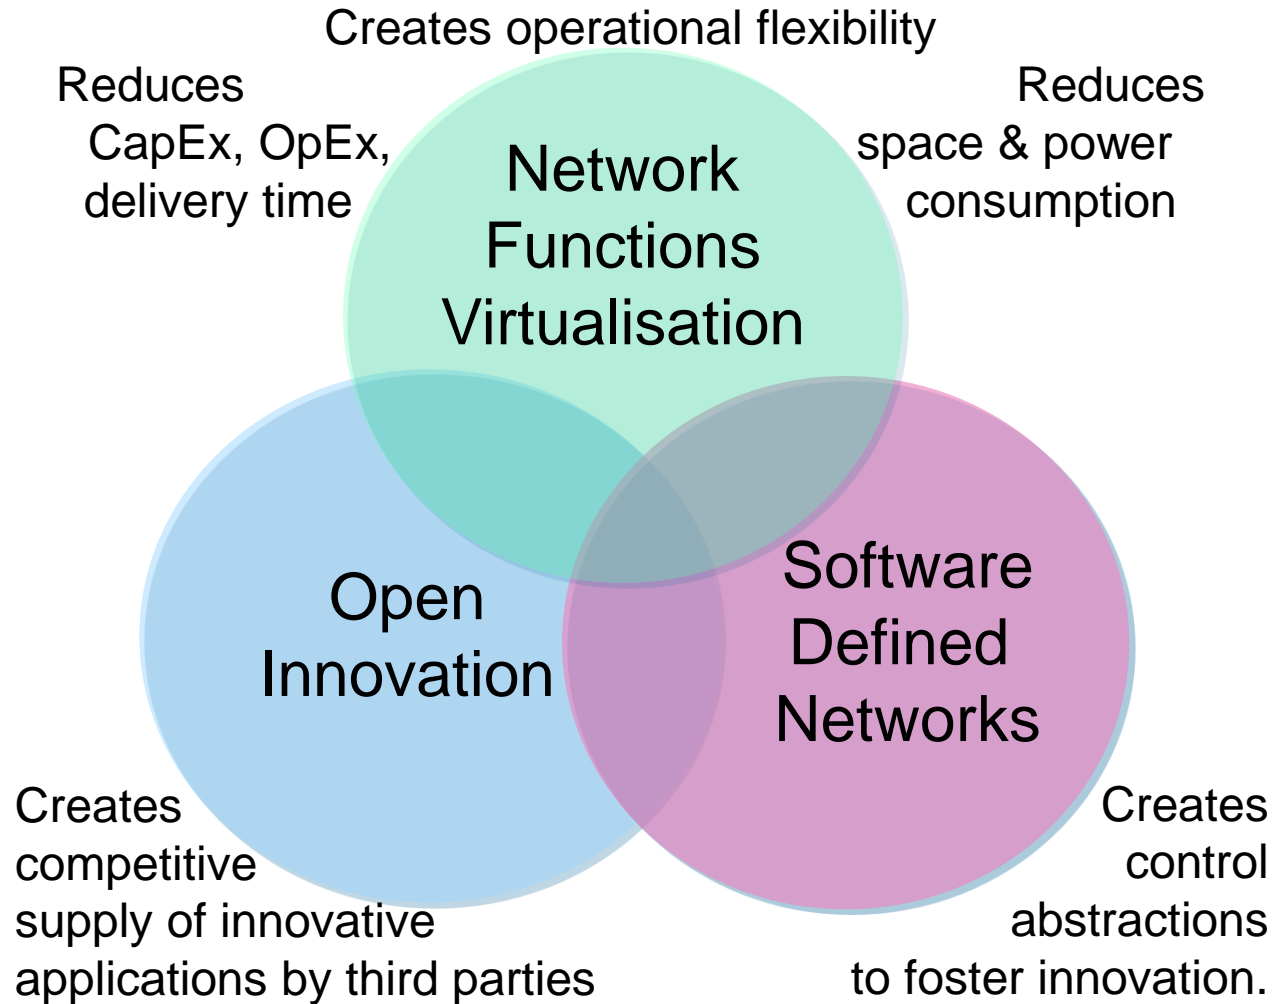 Creates operational flexibility
Reduces
CapEx, OpEx,
delivery time
Reduces
space & power
consumption
Network
Functions
Virtualisation
Open
Innovation
Software
Defined
Networks
Creates
competitive
supply of innovative
applications by third parties
Creates
control
abstractions
to foster innovation.